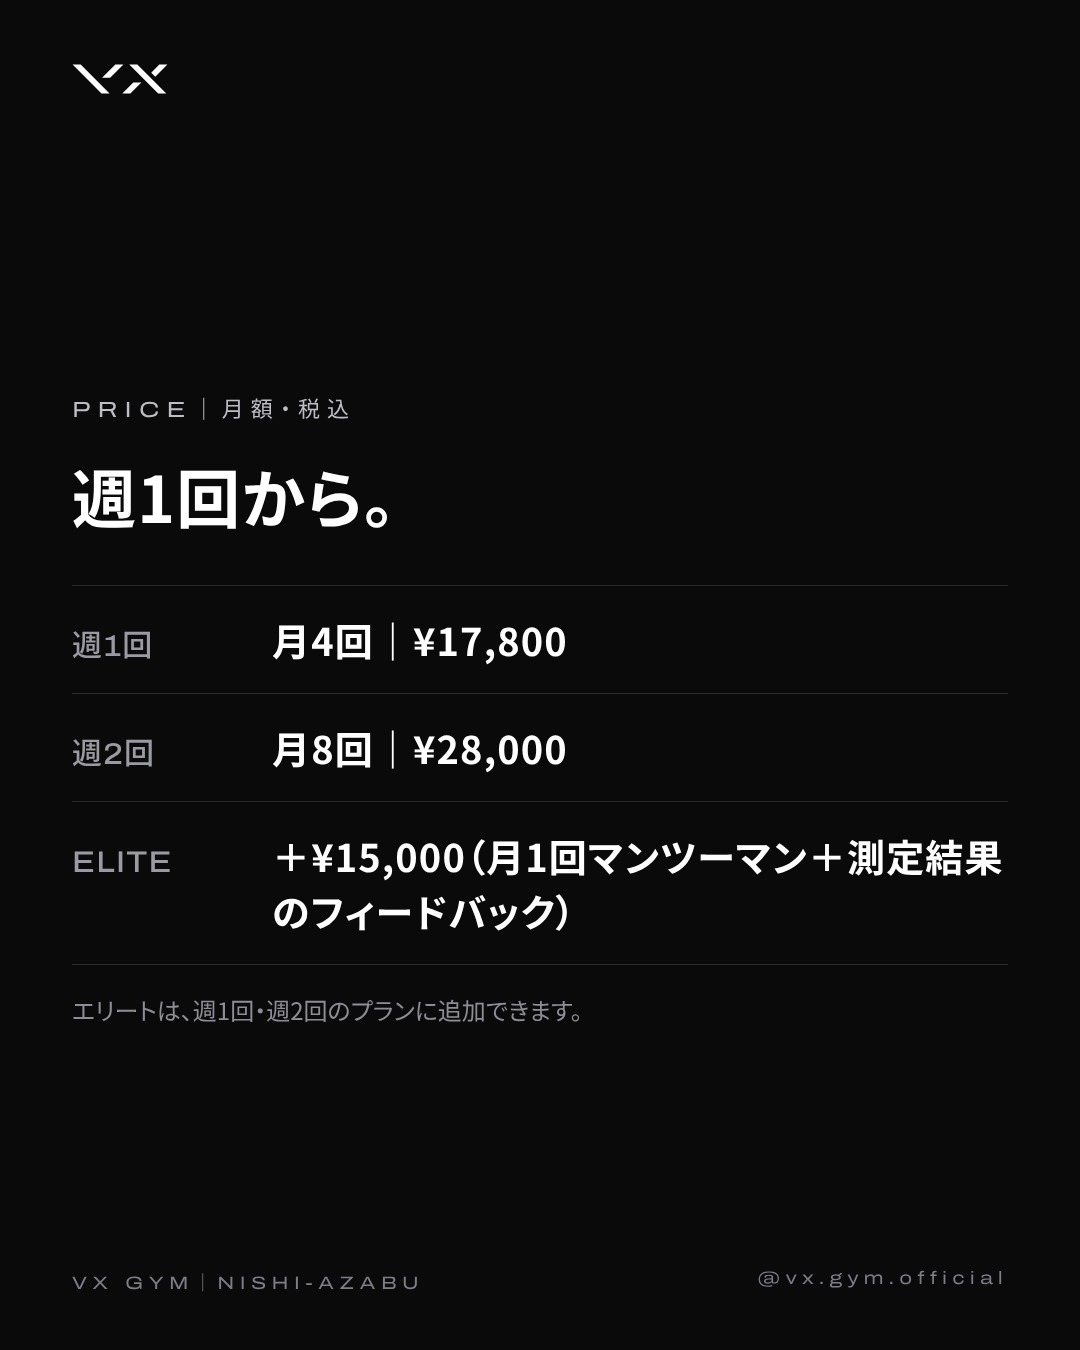 VX
PRICE｜月額・税込
週1回から。
週1回
月4回｜¥17,800
週2回
月8回｜¥28,000
ELITE
＋¥15,000（月1回マンツーマン＋測定結果
のフィードバック）
エリートは、週1回・週2回のプランに追加できます。
VX GYM｜NISHI-AZABU
@vx.gym.official